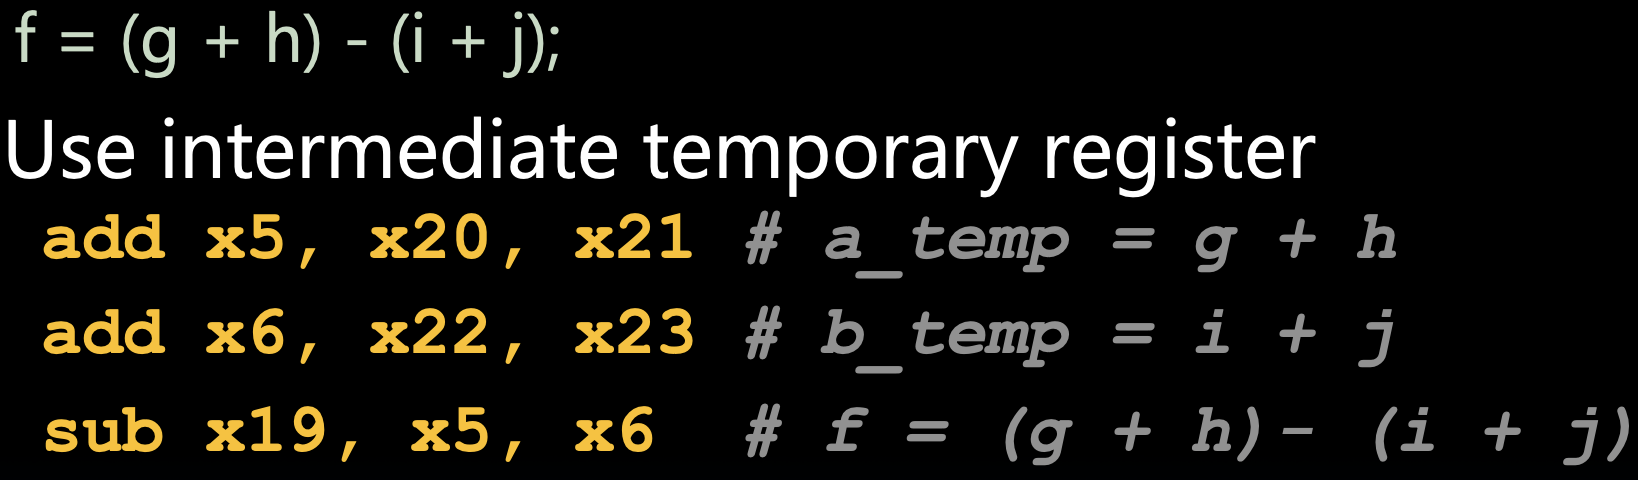 f = (g + h) - (i + j);
Use intermediate temporary register
add x5, x20, x21 # a_temp = g + h
add x6, x22, x23 # b_temp = i + j
sub x19, x5, x6 # f = (g + h)- (i + j)